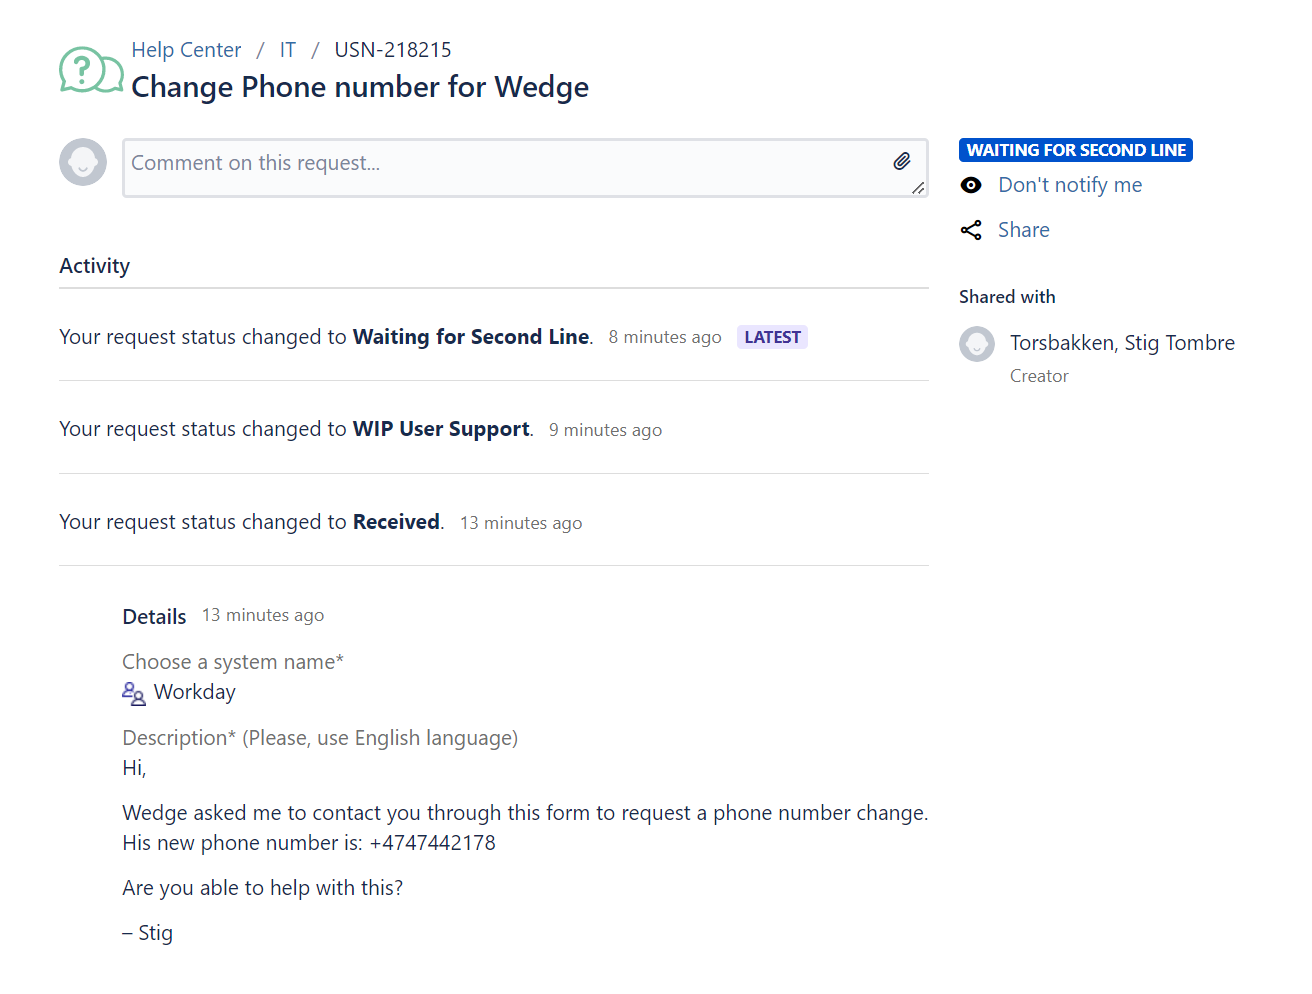 Help Center / IT / USN-218215
Change Phone number for Wedge
Comment on this request...
WAITING FOR SECOND LINE
Don't notify me
Share
Shared with
Torsbakken, Stig Tombre
Creator
Activity
Your request status changed to Waiting for Second Line. 8 minutes ago LATEST
Your request status changed to WIP User Support. 9 minutes ago
Your request status changed to Received. 13 minutes ago
Details 13 minutes ago
Choose a system name*
Workday
Description* (Please, use English language)
Hi,
Wedge asked me to contact you through this form to request a phone number change.
His new phone number is: +4747442178
Are you able to help with this?
– Stig